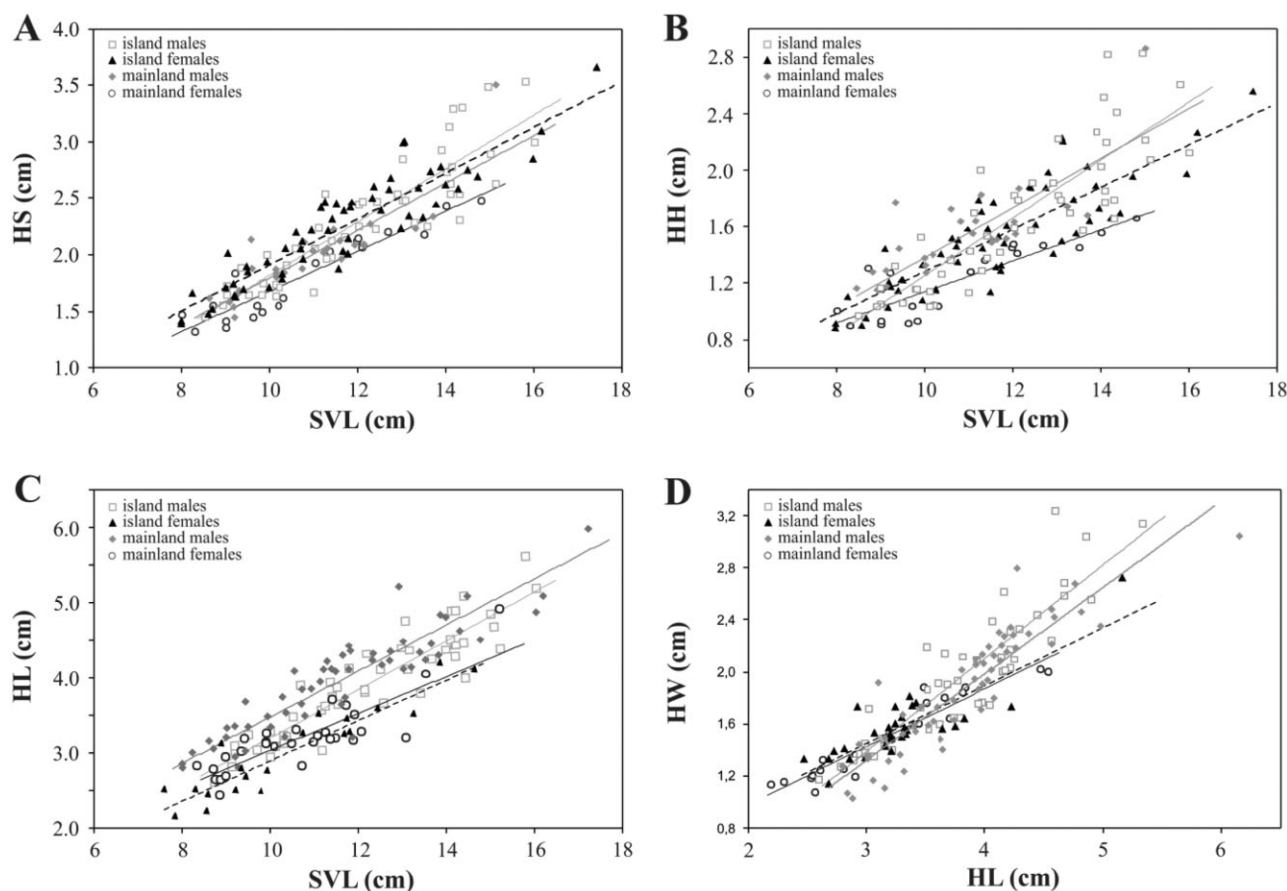 A
4.0
3.5
3.0
2.5
2.0
1.5
1.0
HS (cm)
island males
island females
mainland males
mainland females
6 8 10 12 14 16 18
SVL (cm)
B
2.8
2.4
2.0
1.6
1.2
0.8
HH (cm)
island males
island females
mainland males
mainland females
6 8 10 12 14 16 18
SVL (cm)
C
6.0
5.0
4.0
3.0
2.0
HL (cm)
island males
island females
mainland males
mainland females
6 8 10 12 14 16 18
SVL (cm)
D
3,2
2,8
2,4
2,0
1,6
1,2
0,8
HW (cm)
island males
island females
mainland males
mainland females
2 3 4 5 6
HL (cm)